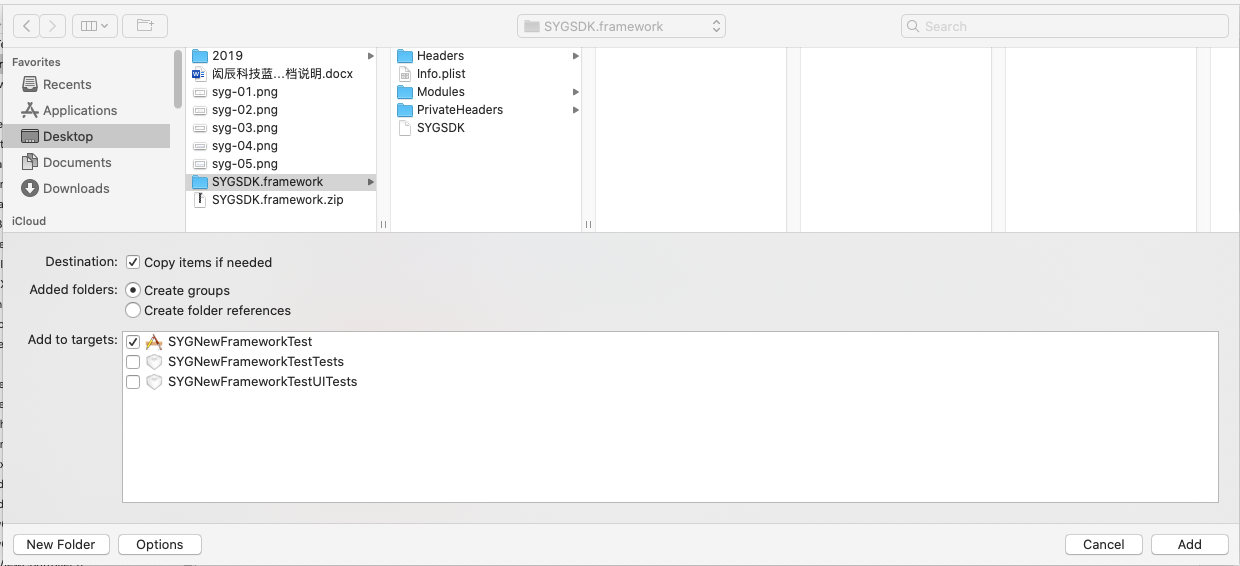 SYGSDK.framework
Search
Favorites
Recents
Applications
Desktop
Documents
Downloads
iCloud
2019
闳辰科技蓝...档说明.docx
syg-01.png
syg-02.png
syg-03.png
syg-04.png
syg-05.png
SYGSDK.framework
SYGSDK.framework.zip
Headers
Info.plist
Modules
PrivateHeaders
SYGSDK
Destination: Copy items if needed
Added folders: Create groups
Create folder references
Add to targets: SYGNewFrameworkTest
SYGNewFrameworkTestTests
SYGNewFrameworkTestUITests
New Folder
Options
Cancel
Add